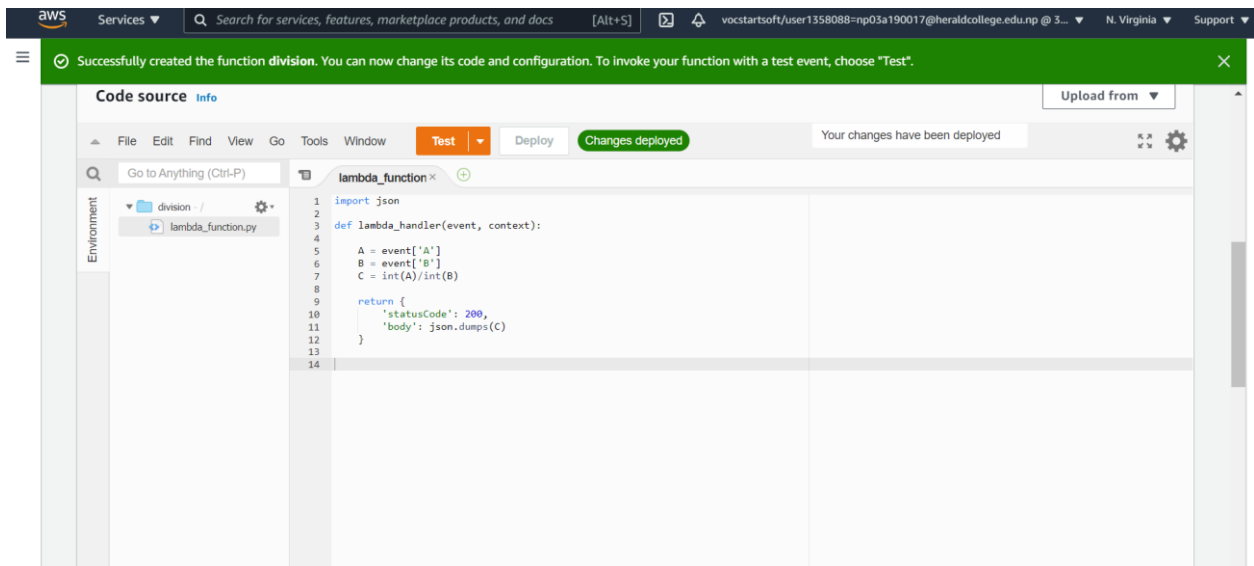 aws Services ▼ Search for services, features, marketplace products, and docs [Alt+S] vocstartsoft/user1358088=np03a190017@heraldcollege.edu.np @ 3... ▼ N. Virginia ▼ Support ▼
Successfully created the function division. You can now change its code and configuration. To invoke your function with a test event, choose "Test".
Code source Info Upload from ▼
File Edit Find View Go Tools Window Test Deploy Changes deployed Your changes have been deployed
Go to Anything (Ctrl-P) lambda_function
Environment
division - /
lambda_function.py
1 import json
2
3 def lambda_handler(event, context):
4
5     A = event['A']
6     B = event['B']
7     C = int(A)/int(B)
8
9     return {
10         'statusCode': 200,
11         'body': json.dumps(C)
12     }
13
14